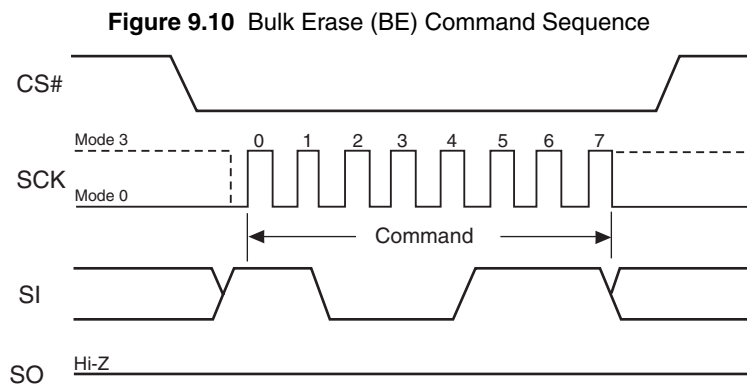 Figure 9.10 Bulk Erase (BE) Command Sequence
CS#
Mode 3
0 1 2 3 4 5 6 7
SCK
Mode 0
Command
SI
Hi-Z
SO